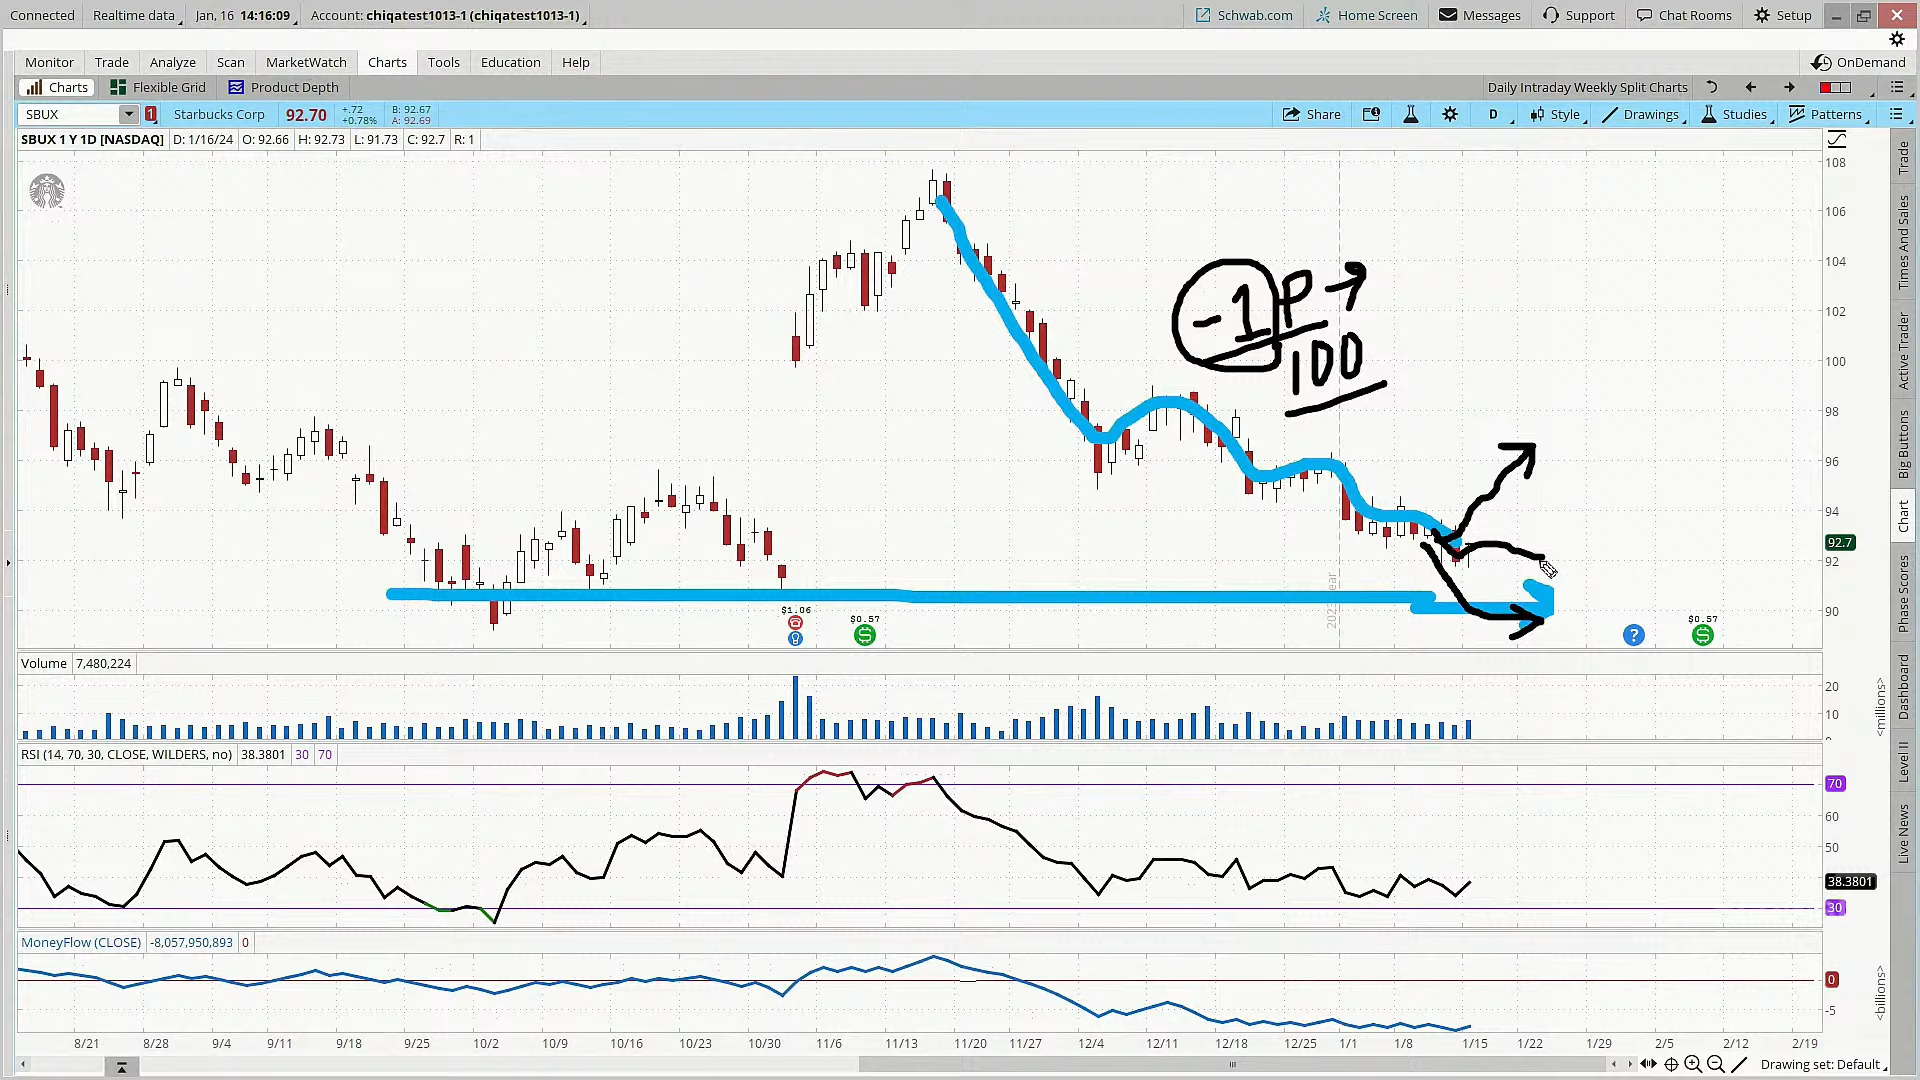 Connected Realtime data Jan, 16 14:16:09 Account: chiqatest1013-1 (chiqatest1013-1) Schwab.com Home Screen Messages Support Chat Rooms Setup
Monitor Trade Analyze Scan MarketWatch Charts Tools Education Help OnDemand
Charts Flexible Grid Product Depth Daily Intraday Weekly Split Charts
SBUX 1 Starbucks Corp 92.70 +.72 +0.78% B: 92.67 A: 92.69 Share D Style Drawings Studies Patterns
SBUX 1 Y 1D [NASDAQ] D: 1/16/24 O: 92.66 H: 92.73 L: 91.73 C: 92.7 R: 1
108
106
104
102
100
98
96
94
92.7
92
90
-1 P →
100
$1.06
$0.57
$0.57
?
Volume 7,480,224
20
10
<millions>
RSI (14, 70, 30, CLOSE, WILDERS, no) 38.3801 30 70
70
60
50
38.3801
30
MoneyFlow (CLOSE) -8,057,950,893 0
0
-5
<billions>
8/21 8/28 9/4 9/11 9/18 9/25 10/2 10/9 10/16 10/23 10/30 11/6 11/13 11/20 11/27 12/4 12/11 12/18 12/25 1/1 1/8 1/15 1/22 1/29 2/5 2/12 2/19
Drawing set: Default
Trade
Times And Sales
Active Trader
Big Buttons
Chart
Phase Scores
Dashboard
Level II
Live News